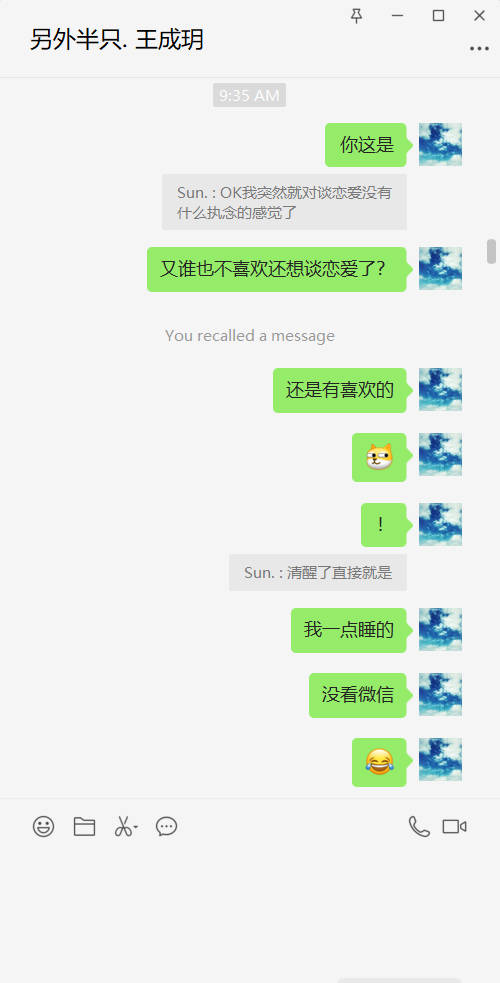 另外半只. 王成玥
9:35 AM
你这是
Sun. : OK我突然就对谈恋爱没有
什么执念的感觉了
又谁也不喜欢还想谈恋爱了？
You recalled a message
还是有喜欢的
！
Sun. : 清醒了直接就是
我一点睡的
没看微信